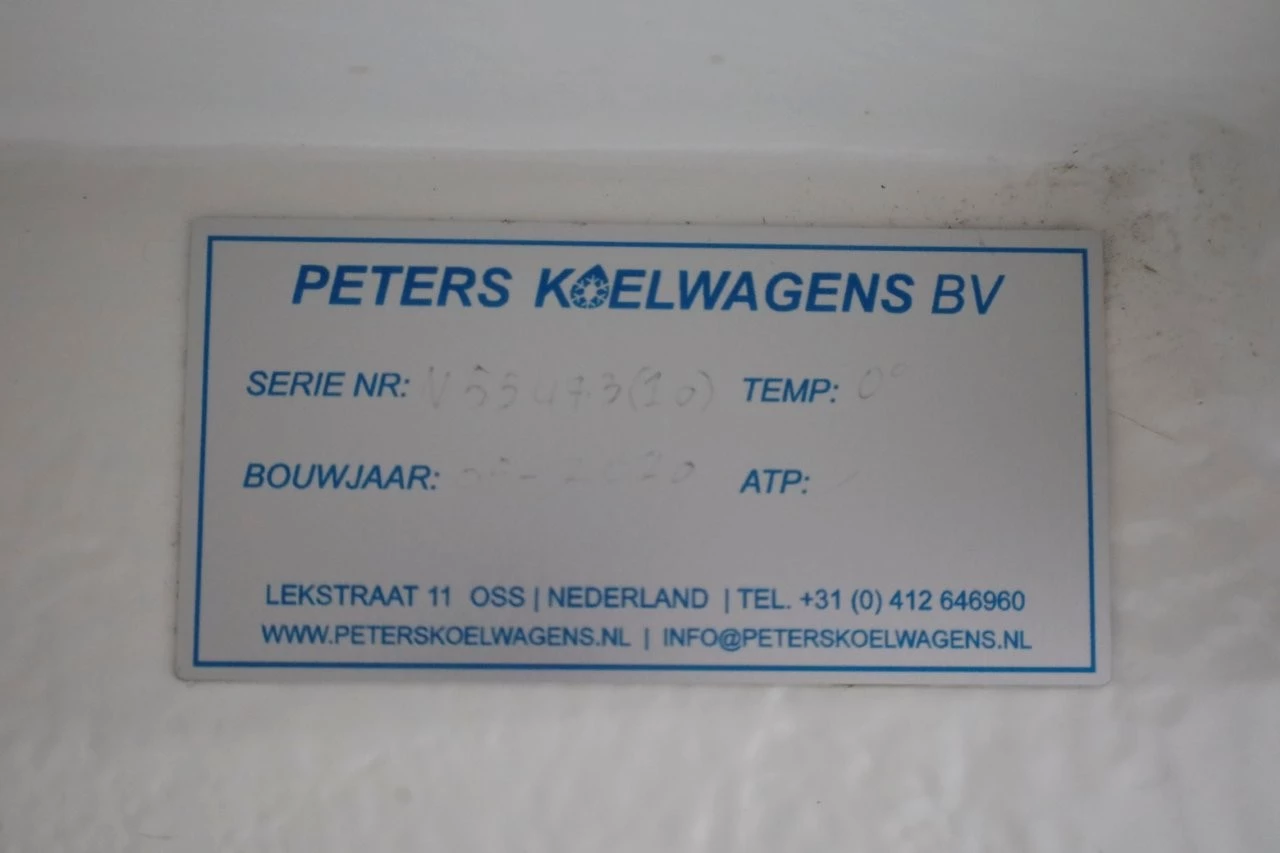 PETERS KOELWAGENS BV
SERIE NR: TEMP: 0°
BOUWJAAR: ATP:
LEKSTRAAT 11 OSS | NEDERLAND | TEL. +31 (0) 412 646960
WWW.PETERSKOELWAGENS.NL | INFO@PETERSKOELWAGENS.NL